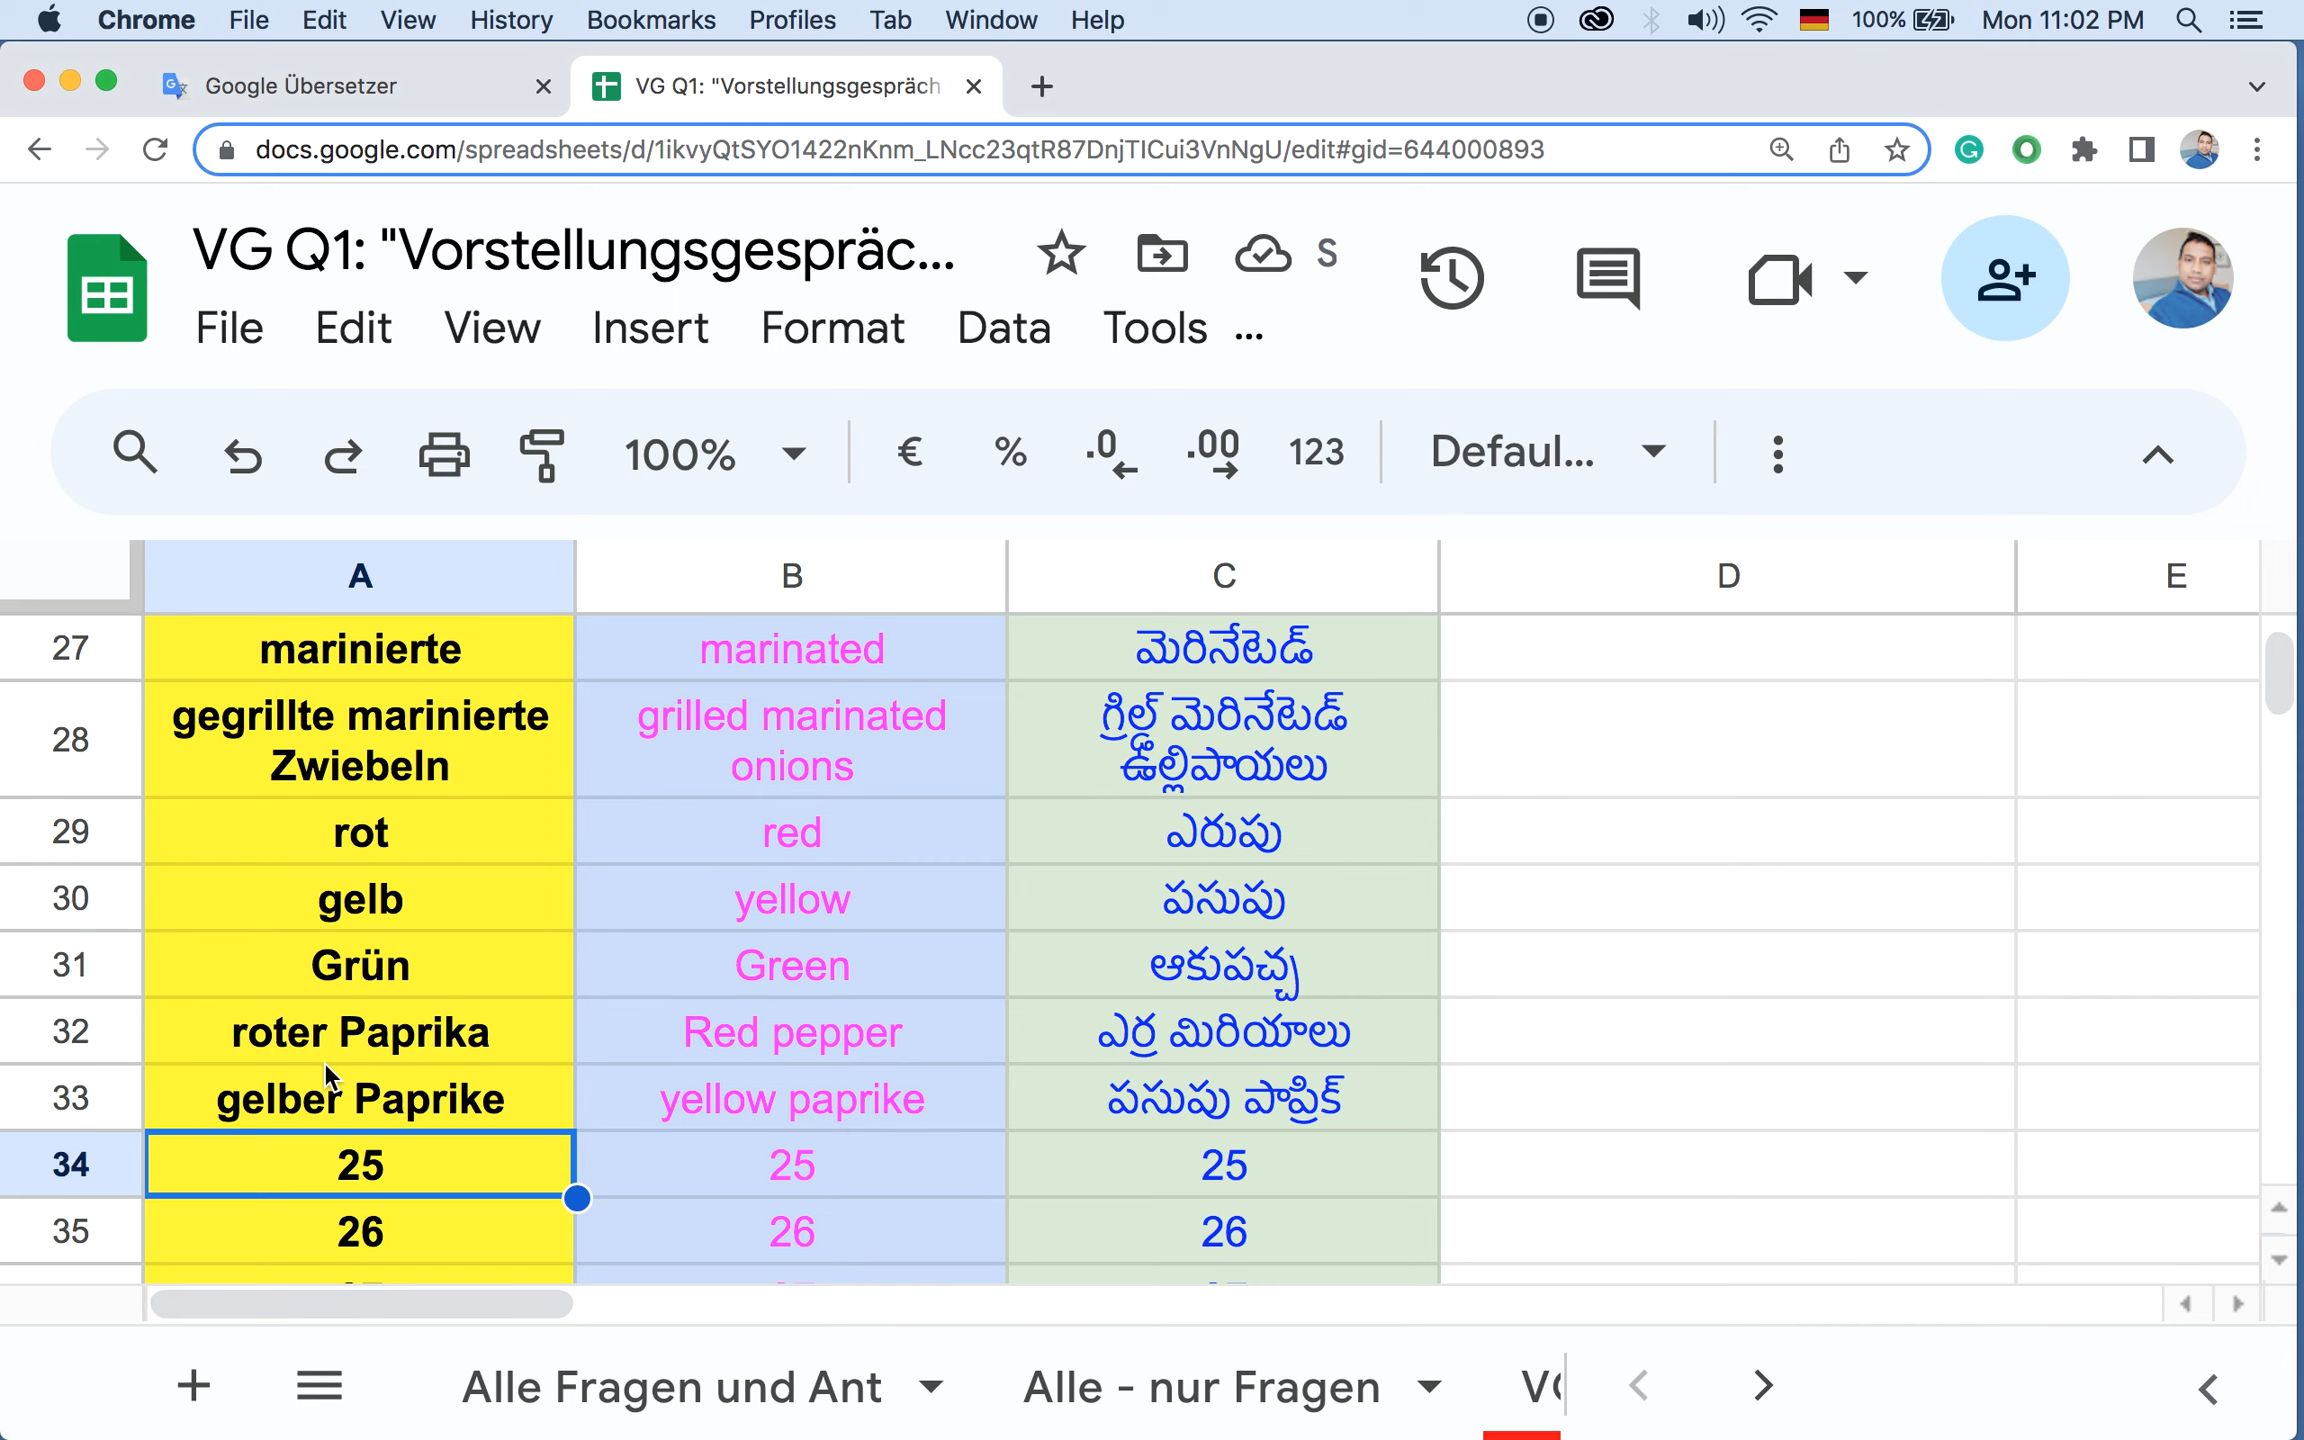 Chrome File Edit View History Bookmarks Profiles Tab Window Help 100% Mon 11:02 PM
Google Übersetzer VG Q1: "Vorstellungsgespräch
docs.google.com/spreadsheets/d/1ikvyQtSYO1422nKnm_LNcc23qtR87DnjTICui3VnNgU/edit#gid=644000893
VG Q1: "Vorstellungsgespräc... S
File Edit View Insert Format Data Tools ...
100% € % .0 .00 123 Defaul...
A B C D E
27 marinierte marinated మెరినేటెడ్
28 gegrillte marinierte grilled marinated గ్రిల్డ్ మెరినేటెడ్
Zwiebeln onions ఉల్లిపాయలు
29 rot red ఎరుపు
30 gelb yellow పసుపు
31 Grün Green ఆకుపచ్చ
32 roter Paprika Red pepper ఎర్ర మిరియాలు
33 gelber Paprike yellow paprike పసుపు పాప్రిక్
34 25 25 25
35 26 26 26
Alle Fragen und Ant Alle - nur Fragen